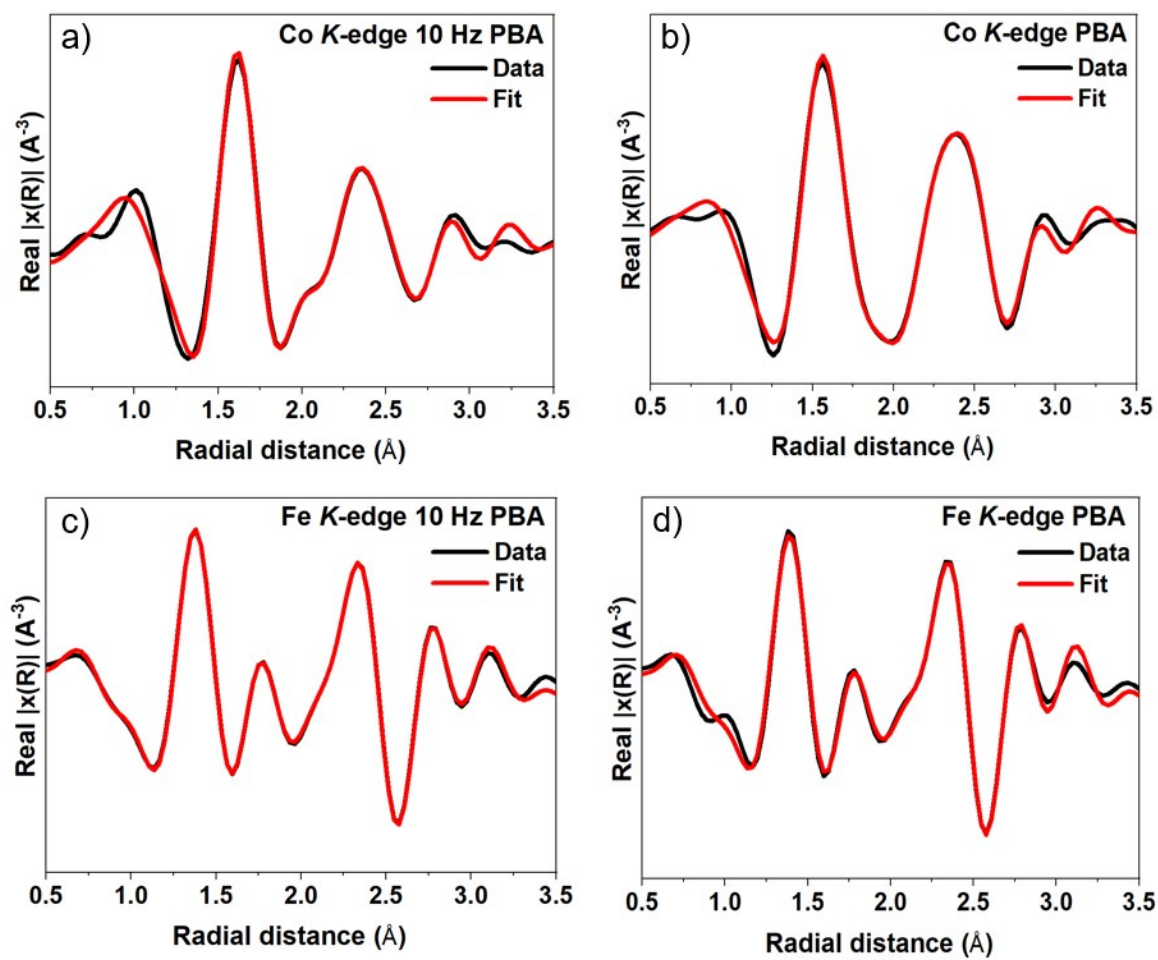 a)
Co K-edge 10 Hz PBA
Data
Fit
Real |x(R)| (A-3)
0.5 1.0 1.5 2.0 2.5 3.0 3.5
Radial distance (Å)
b)
Co K-edge PBA
Data
Fit
Real |x(R)| (A-3)
0.5 1.0 1.5 2.0 2.5 3.0 3.5
Radial distance (Å)
c)
Fe K-edge 10 Hz PBA
Data
Fit
Real |x(R)| (A-3)
0.5 1.0 1.5 2.0 2.5 3.0 3.5
Radial distance (Å)
d)
Fe K-edge PBA
Data
Fit
Real |x(R)| (A-3)
0.5 1.0 1.5 2.0 2.5 3.0 3.5
Radial distance (Å)